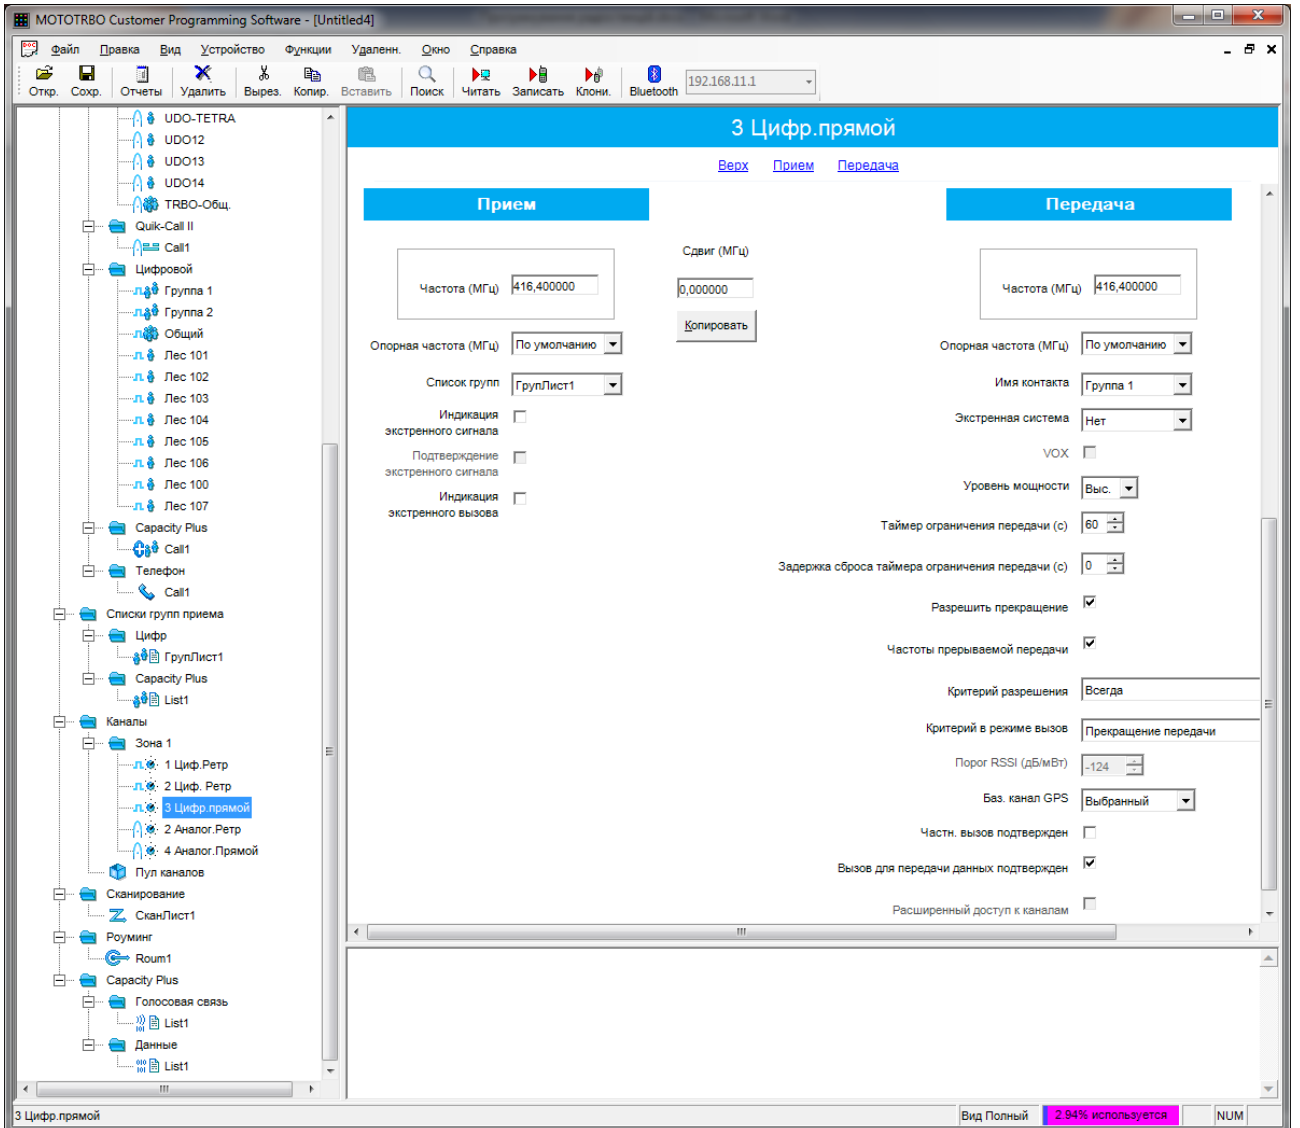 MOTOTRBO Customer Programming Software - [Untitled4]
Файл Правка Вид Устройство Функции Удаленн. Окно Справка
Откр. Сохр. Отчеты Удалить Вырез. Копир. Вставить Поиск Читать Записать Клони. Bluetooth 192.168.11.1
UDO-TETRA
UDO12
UDO13
UDO14
TRBO-Общ.
Quik-Call II
Call1
Цифровой
Группа 1
Группа 2
Общий
Лес 101
Лес 102
Лес 103
Лес 104
Лес 105
Лес 106
Лес 100
Лес 107
Capacity Plus
Call1
Телефон
Call1
Списки групп приема
Цифр
ГрупЛист1
Capacity Plus
List1
Каналы
Зона 1
1 Циф.Ретр
2 Циф. Ретр
3 Цифр.прямой
2 Аналог.Ретр
4 Аналог.Прямой
Пул каналов
Сканирование
СканЛист1
Роуминг
Roum1
Capacity Plus
Голосовая связь
List1
Данные
List1
3 Цифр.прямой
Верх Прием Передача
Прием
Частота (МГц) 416,400000
Опорная частота (МГц) По умолчанию
Список групп ГрупЛист1
Индикация
экстренного сигнала
Подтверждение
экстренного сигнала
Индикация
экстренного вызова
Сдвиг (МГц)
0,000000
Копировать
Передача
Частота (МГц) 416,400000
Опорная частота (МГц) По умолчанию
Имя контакта Группа 1
Экстренная система Нет
VOX
Уровень мощности Выс.
Таймер ограничения передачи (с) 60
Задержка сброса таймера ограничения передачи (с) 0
Разрешить прекращение
Частоты прерываемой передачи
Критерий разрешения Всегда
Критерий в режиме вызов Прекращение передачи
Порог RSSI (дБ/мВт) -124
Баз. канал GPS Выбранный
Частн. вызов подтвержден
Вызов для передачи данных подтвержден
Расширенный доступ к каналам
3 Цифр.прямой Вид Полный 2.94% используется NUM